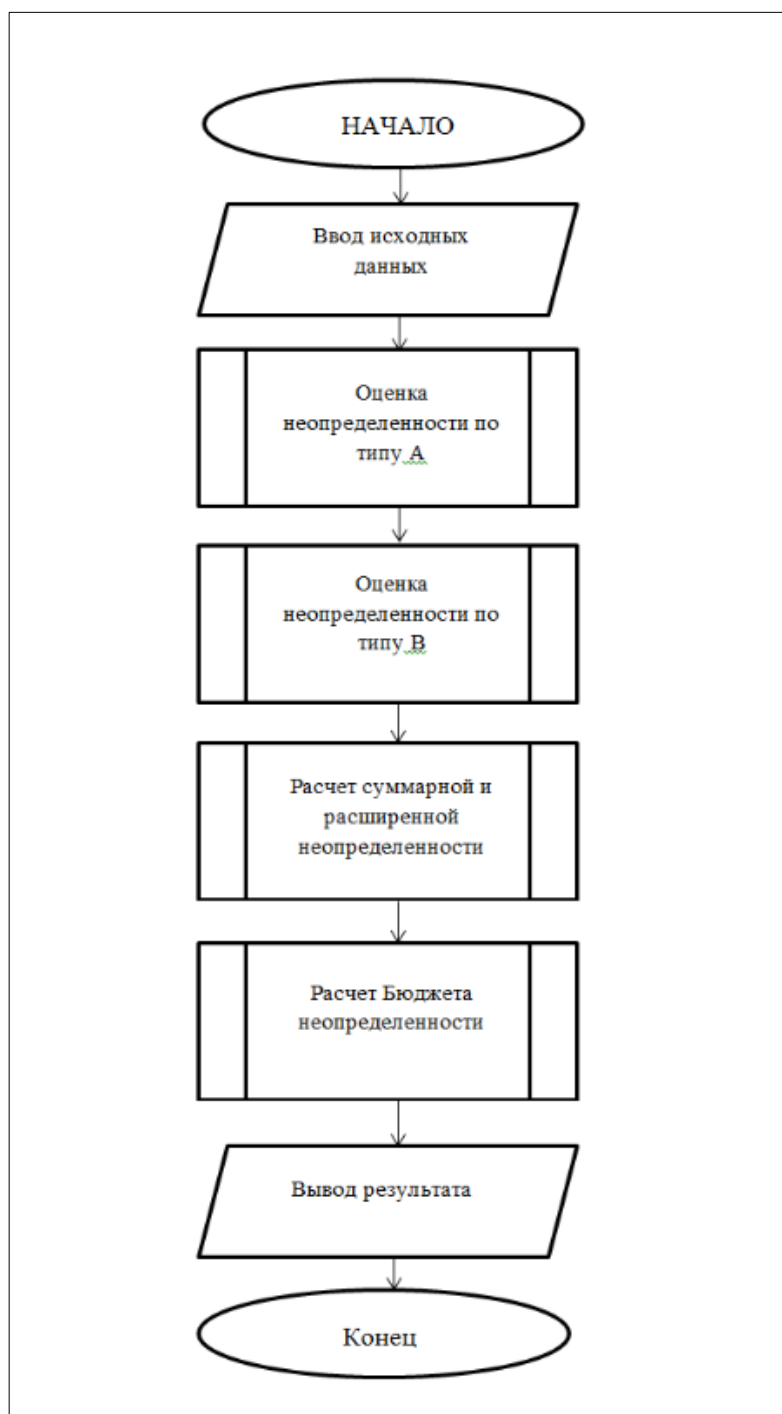 НАЧАЛО
Ввод исходных
данных
Оценка
неопределенности по
типу А
Оценка
неопределенности по
типу В
Расчет суммарной и
расширенной
неопределенности
Расчет Бюджета
неопределенности
Вывод результата
Конец